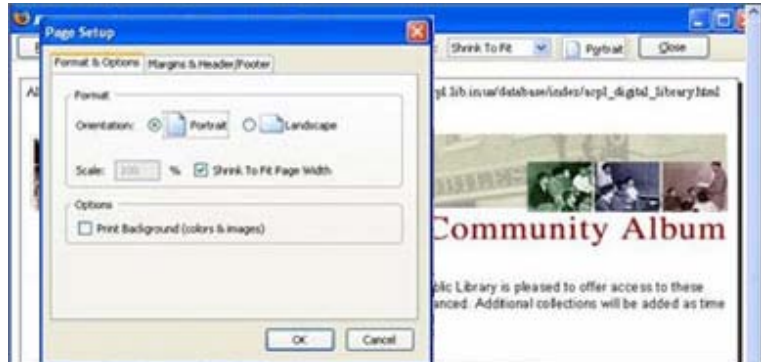 Page Setup
Shrink To Fit Portrait Close
Format & Options Margins & Header/Footer
Format
Orientation: Portrait Landscape
Scale: 100 % Shrink To Fit Page Width
Options
Print Background (colors & images)
OK Cancel
Community Album
Library is pleased to offer access to these
Additional collections will be added as time